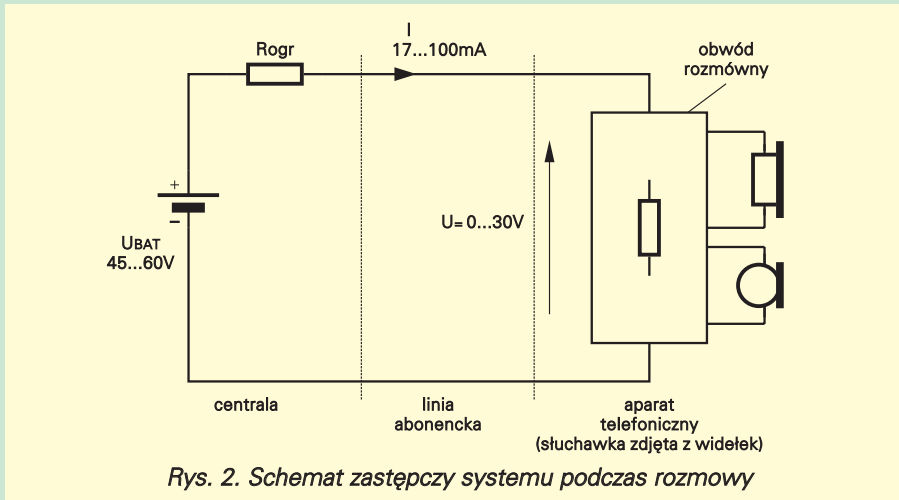 I
17...100mA
Rogr
obwód
rozmówny
+
−
UBAT
45...60V
U= 0...30V
centrala
linia
abonencka
aparat
telefoniczny
(słuchawka zdjęta z widełek)
Rys. 2. Schemat zastępczy systemu podczas rozmowy